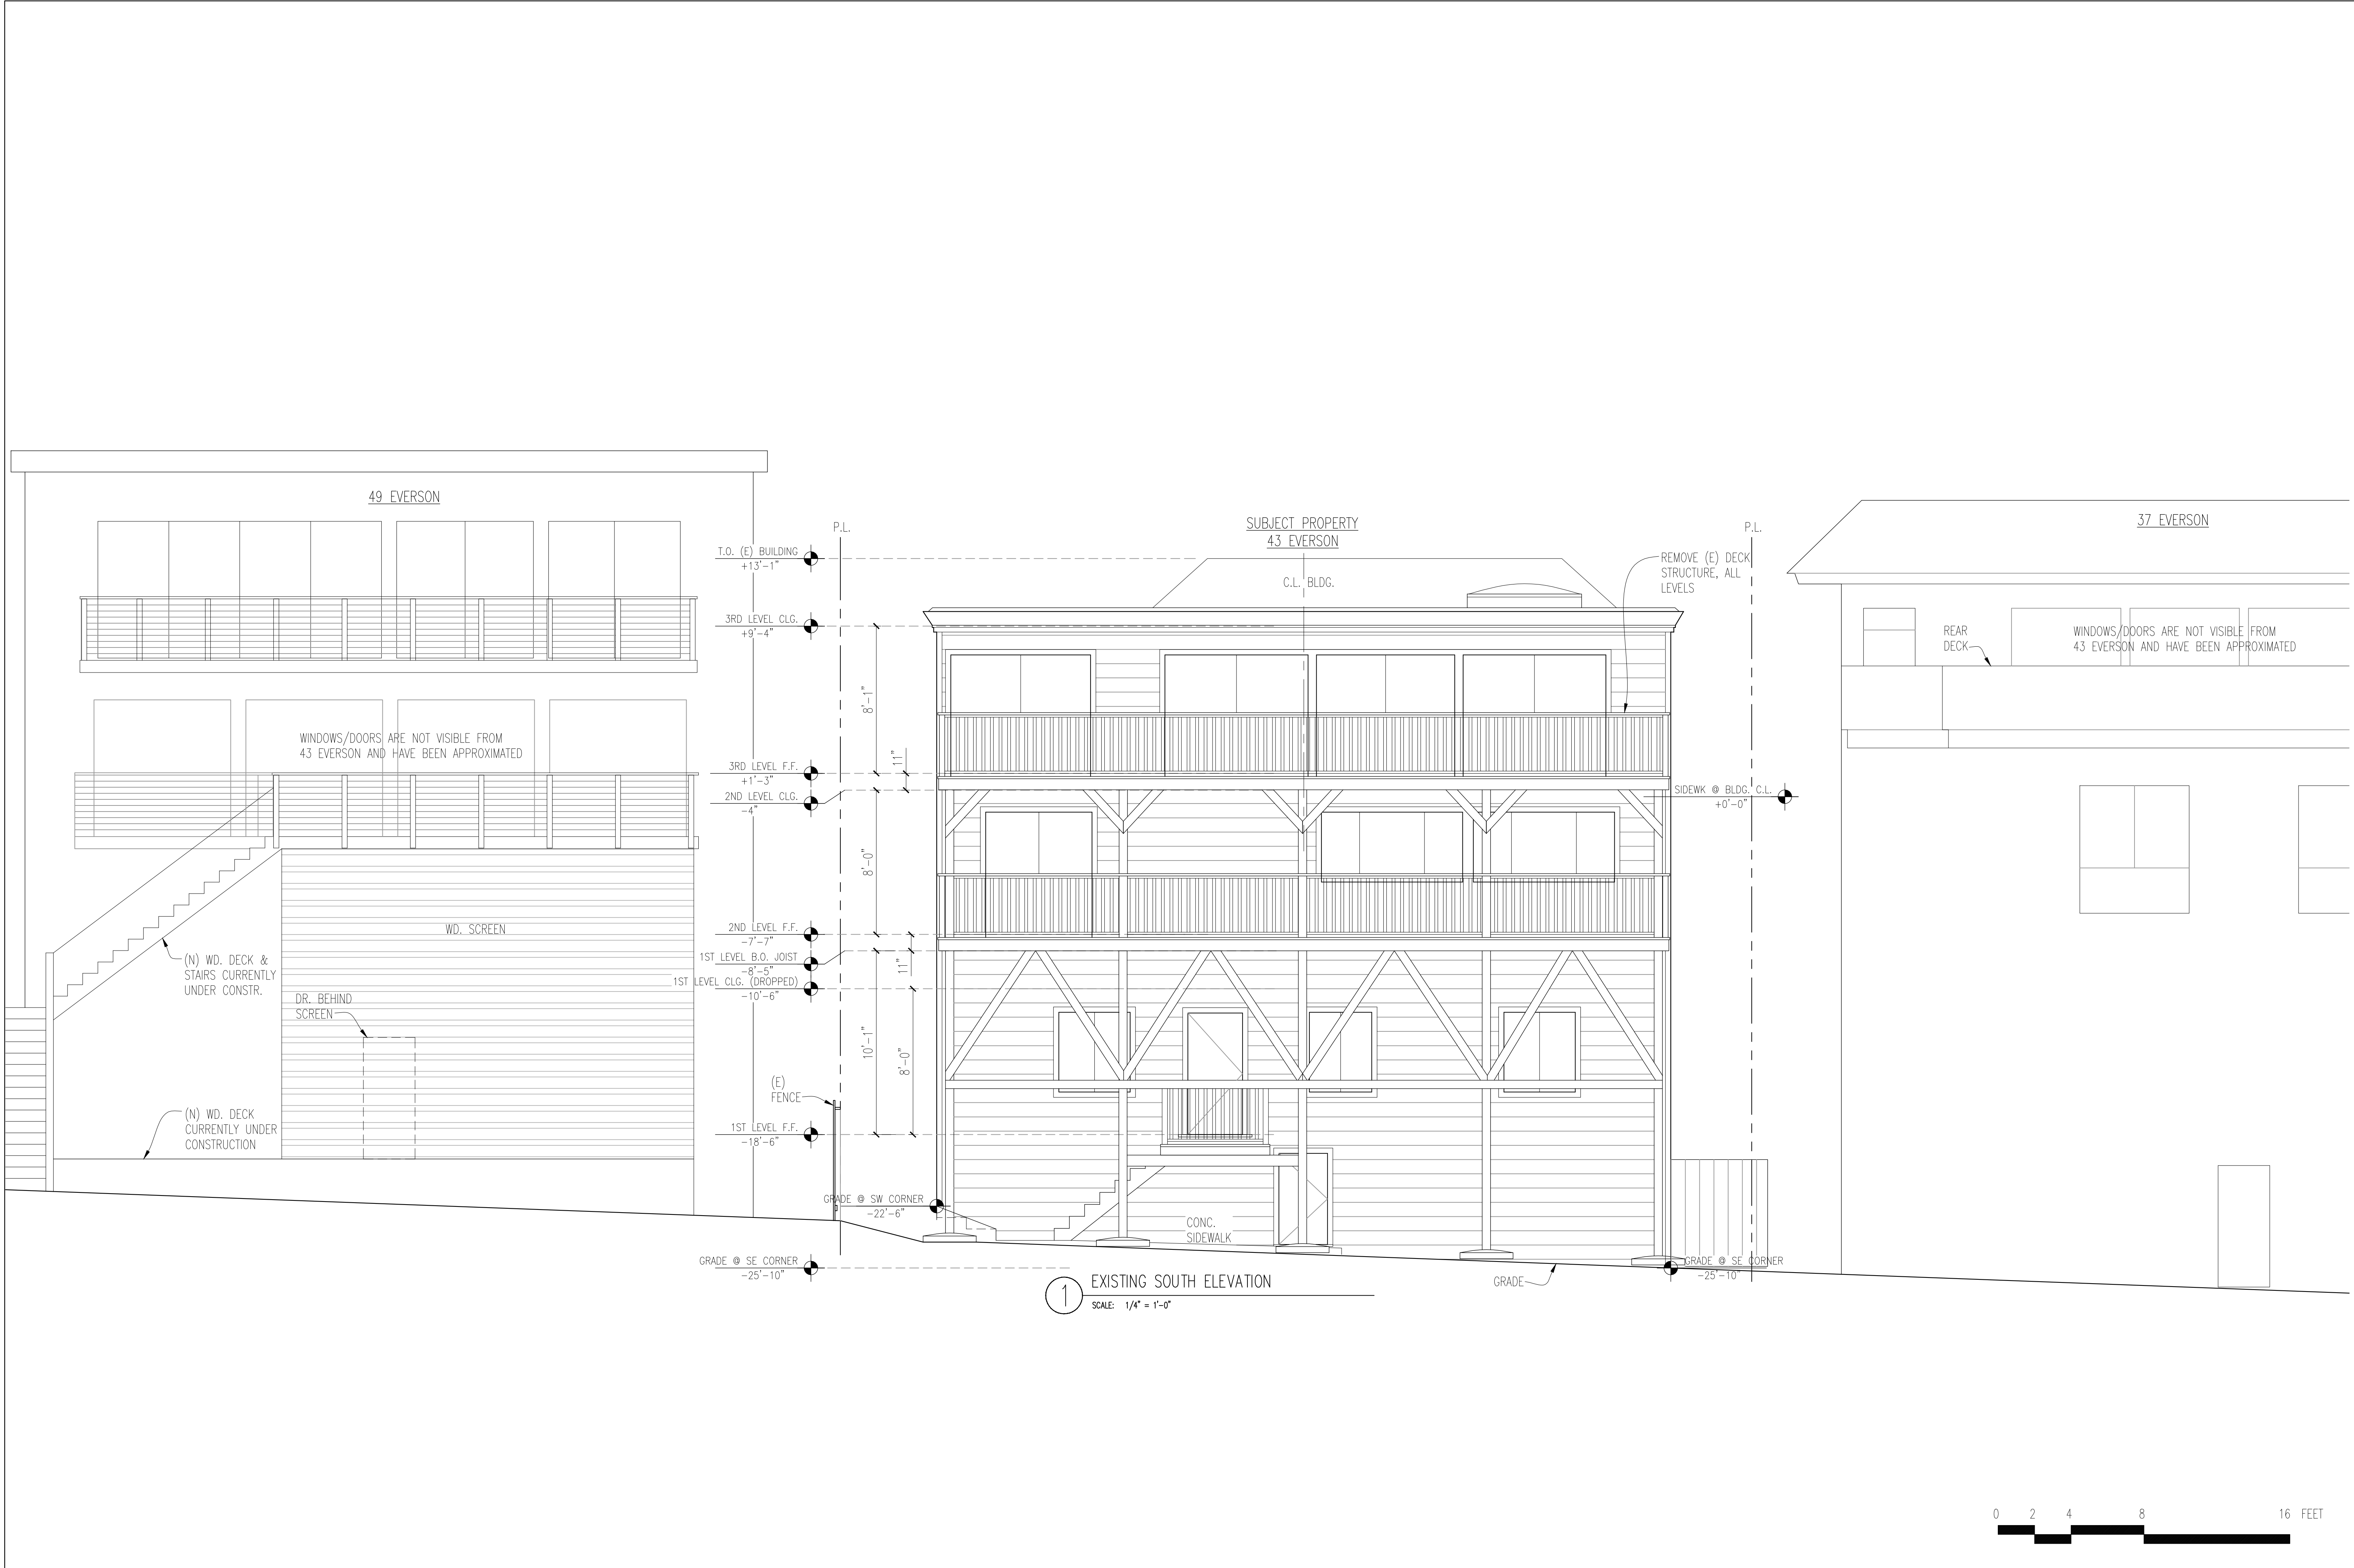 49 EVERSON
WINDOWS/DOORS ARE NOT VISIBLE FROM
43 EVERSON AND HAVE BEEN APPROXIMATED
WD. SCREEN
(N) WD. DECK &
STAIRS CURRENTLY
UNDER CONSTR.
DR. BEHIND
SCREEN
(N) WD. DECK
CURRENTLY UNDER
CONSTRUCTION
P.L.
T.O. (E) BUILDING
+13'-1"
3RD LEVEL CLG.
+9'-4"
3RD LEVEL F.F.
+1'-3"
2ND LEVEL CLG.
-4"
2ND LEVEL F.F.
-7'-7"
1ST LEVEL B.O. JOIST
-8'-5"
1ST LEVEL CLG. (DROPPED)
-10'-6"
(E)
FENCE
1ST LEVEL F.F.
-18'-6"
GRADE @ SW CORNER
-22'-6"
GRADE @ SE CORNER
-25'-10"
8'-1"
11"
8'-0"
11"
10'-1"
8'-0"
SUBJECT PROPERTY
43 EVERSON
C.L. BLDG.
REMOVE (E) DECK
STRUCTURE, ALL
LEVELS
P.L.
SIDEWK @ BLDG. C.L.
+0'-0"
CONC.
SIDEWALK
GRADE @ SE CORNER
-25'-10"
GRADE
37 EVERSON
REAR
DECK
WINDOWS/DOORS ARE NOT VISIBLE FROM
43 EVERSON AND HAVE BEEN APPROXIMATED
1 EXISTING SOUTH ELEVATION
SCALE: 1/4" = 1'-0"
0 2 4 8 16 FEET